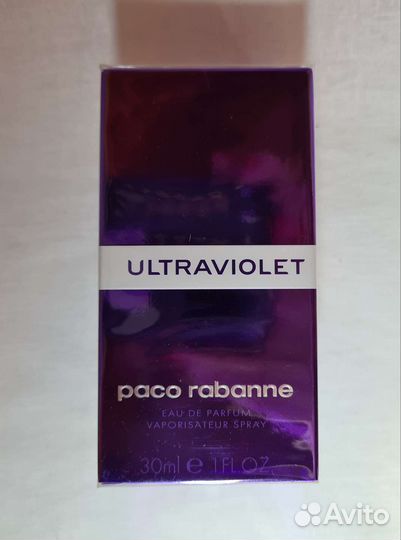 ULTRAVIOLET
paco rabanne
EAU DE PARFUM
VAPORISATEUR SPRAY
30ml e 1FL OZ
Avito